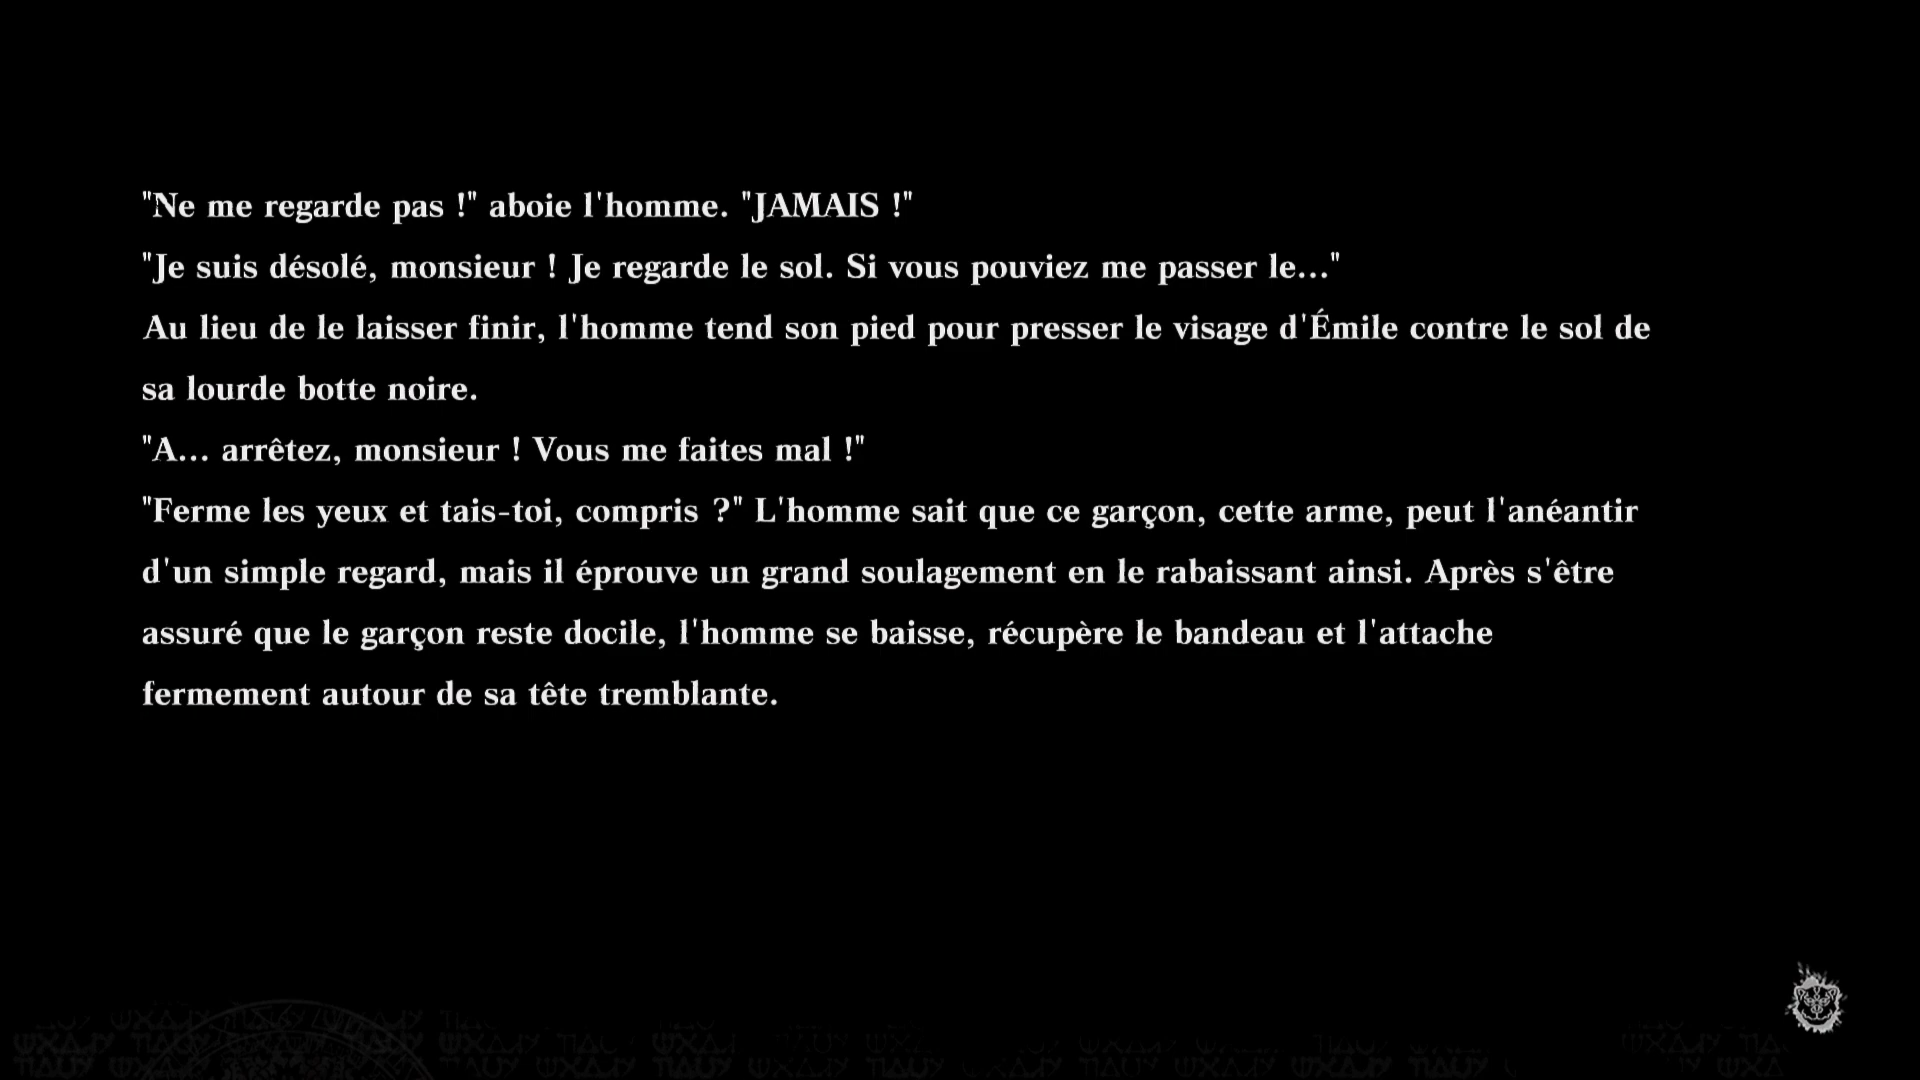 "Ne me regarde pas !" aboie l'homme. "JAMAIS !"
"Je suis désolé, monsieur ! Je regarde le sol. Si vous pouviez me passer le..."
Au lieu de le laisser finir, l'homme tend son pied pour presser le visage d'Émile contre le sol de
sa lourde botte noire.
"A... arrêtez, monsieur ! Vous me faites mal !"
"Ferme les yeux et tais-toi, compris ?" L'homme sait que ce garçon, cette arme, peut l'anéantir
d'un simple regard, mais il éprouve un grand soulagement en le rabaissant ainsi. Après s'être
assuré que le garçon reste docile, l'homme se baisse, récupère le bandeau et l'attache
fermement autour de sa tête tremblante.